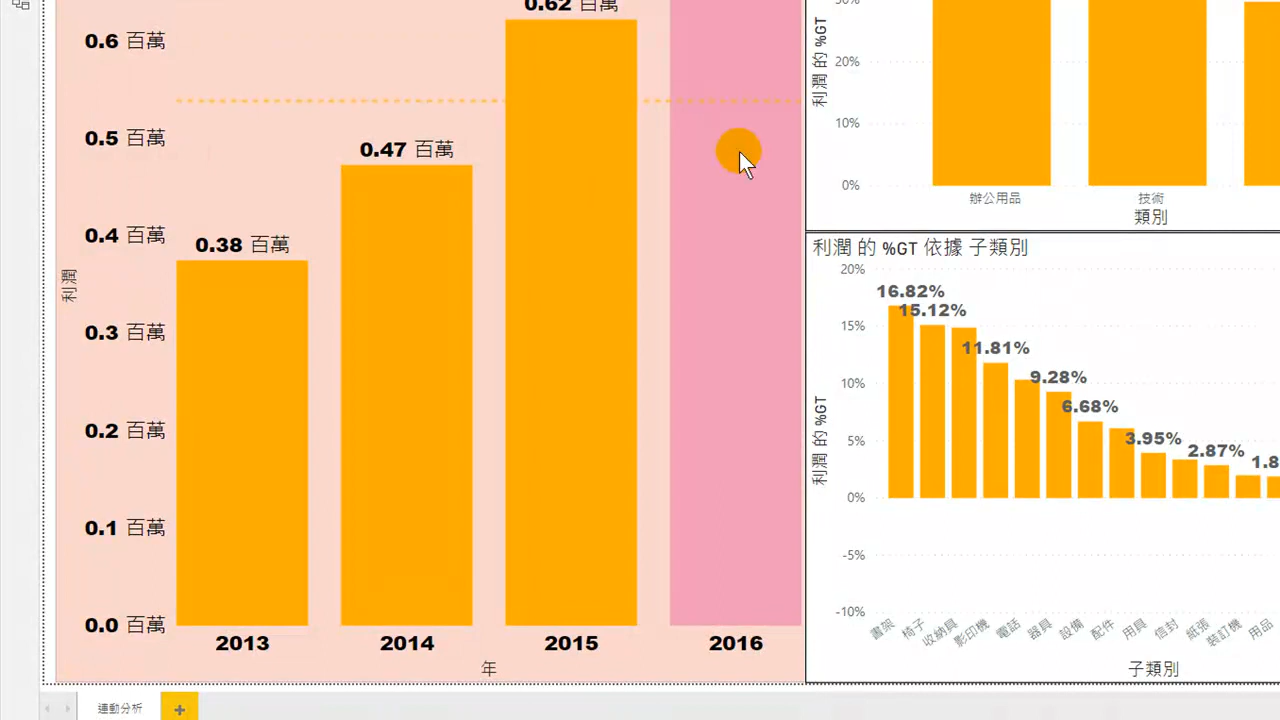 0.62 百萬
0.6 百萬
0.5 百萬
0.47 百萬
0.4 百萬
0.38 百萬
利潤
0.3 百萬
0.2 百萬
0.1 百萬
0.0 百萬
2013 2014 2015 2016
年
利潤 的 %GT
30%
20%
10%
0%
辦公用品 技術
類別
利潤 的 %GT 依據 子類別
20%
16.82%
15.12%
15%
11.81%
10%
9.28%
6.68%
5%
3.95%
2.87%
1.8
0%
-5%
-10%
利潤 的 %GT
書架 椅子 收納具 影印機 電話 器具 設備 配件 用具 信封 紙張 裝訂機 用品
子類別
連動分析